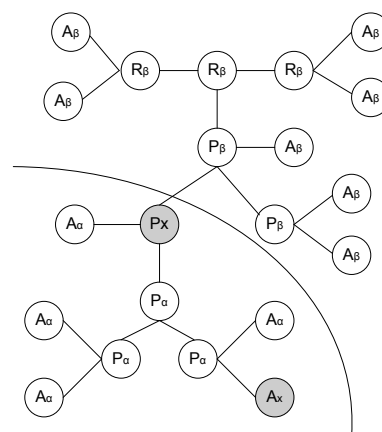 Aβ Aβ
Rβ Rβ Rβ
Aβ Aβ
Pβ Aβ
Aβ
Aα Px Pβ
Aβ
Pα
Aα Aα
Pα Pα
Aα Ax